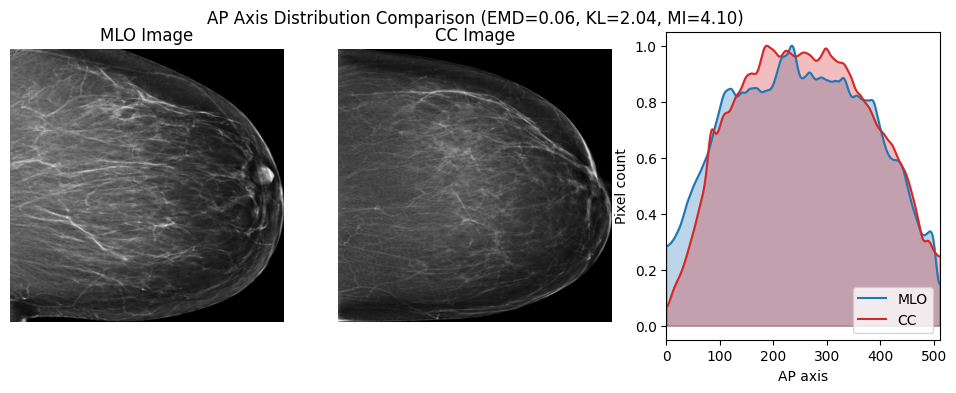 AP Axis Distribution Comparison (EMD=0.06, KL=2.04, MI=4.10)
MLO Image
CC Image
1.0
0.8
0.6
0.4
0.2
0.0
Pixel count
MLO
CC
0 100 200 300 400 500
AP axis